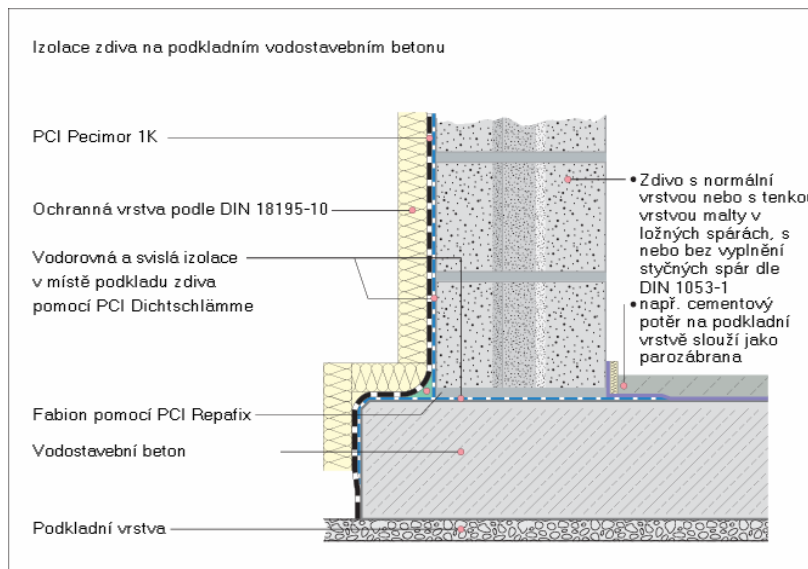 Izolace zdiva na podkladním vodostavebním betonu
PCI Pecimor 1K
Ochranná vrstva podle DIN 18195-10
Vodorovná a svislá izolace
v místě podkladu zdiva
pomocí PCI Dichtschlämme
Fabion pomocí PCI Repafix
Vodostavební beton
Podkladní vrstva
• Zdivo s normální
vrstvou nebo s tenkou
vrstvou malty v
ložných spárách, s
nebo bez vyplnění
styčných spár dle
DIN 1053-1
• např. cementový
potěr na podkladní
vrstvě slouží jako
parozábrana